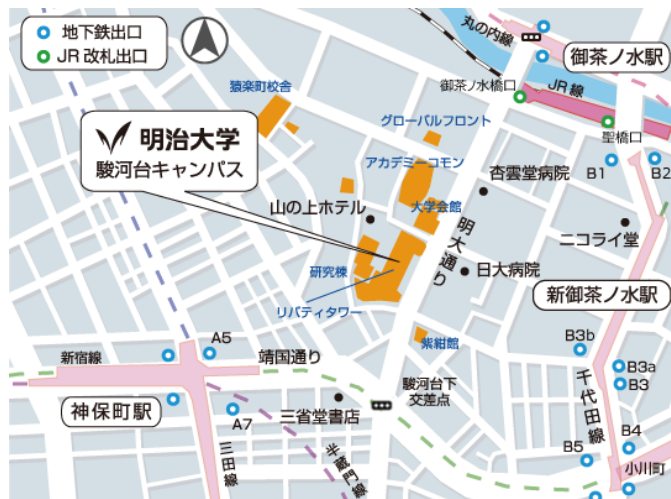 地下鉄出口
JR改札出口
丸の内線
御茶ノ水駅
御茶ノ水橋口
JR線
聖橋口
猿楽町校舎
グローバルフロント
明治大学
駿河台キャンパス
アカデミーコモン
杏雲堂病院
B1
B2
山の上ホテル
大学会館
明大通り
ニコライ堂
研究棟
日大病院
新御茶ノ水駅
リバティタワー
紫紺館
B3b
A5
新宿線
靖国通り
B3a
B3
千代田線
駿河台下
交差点
神保町駅
A7
三省堂書店
B4
B5
小川町
三田線
半蔵門線